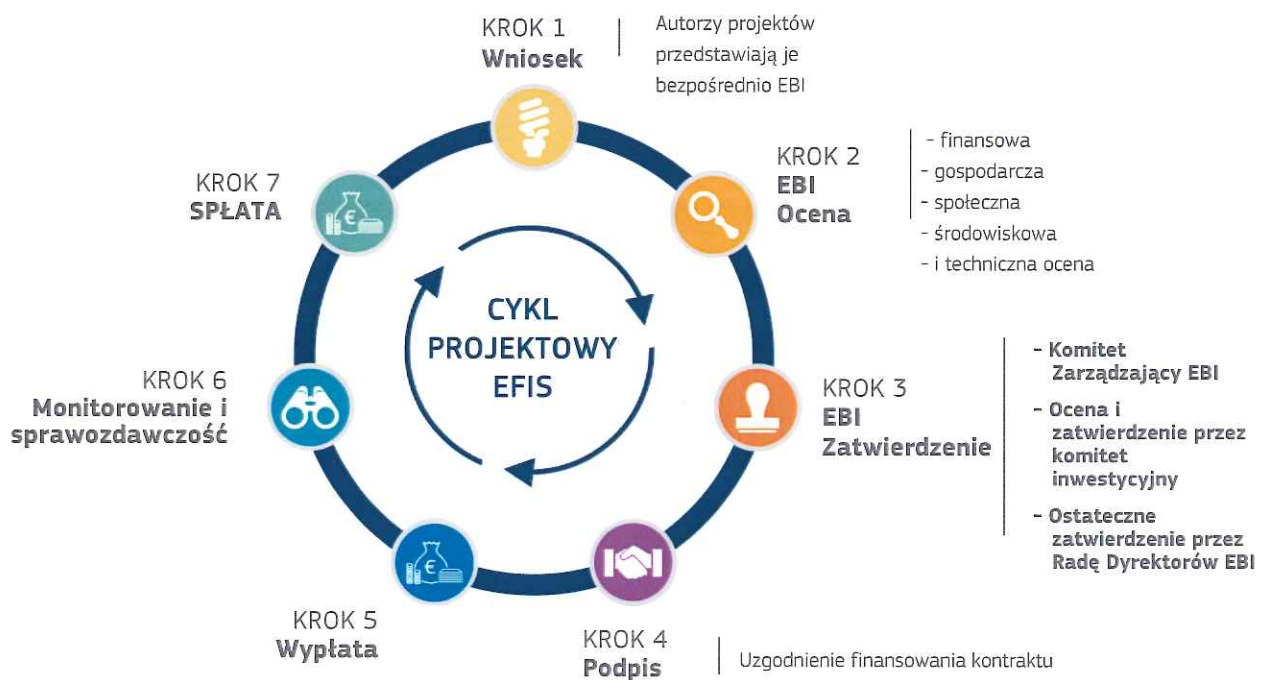 KROK 1
Wniosek
Autorzy projektów
przedstawiają je
bezpośrednio EBI
KROK 2
EBI
Ocena
- finansowa
- gospodarcza
- społeczna
- środowiskowa
- i techniczna ocena
KROK 3
EBI
Zatwierdzenie
- Komitet
Zarządzający EBI
- Ocena i
zatwierdzenie przez
komitet
inwestycyjny
- Ostateczne
zatwierdzenie przez
Radę Dyrektorów EBI
KROK 4
Podpis
Uzgodnienie finansowania kontraktu
KROK 5
Wypłata
KROK 6
Monitorowanie i
sprawozdawczość
KROK 7
SPŁATA
CYKL
PROJEKTOWY
EFIS
€
€